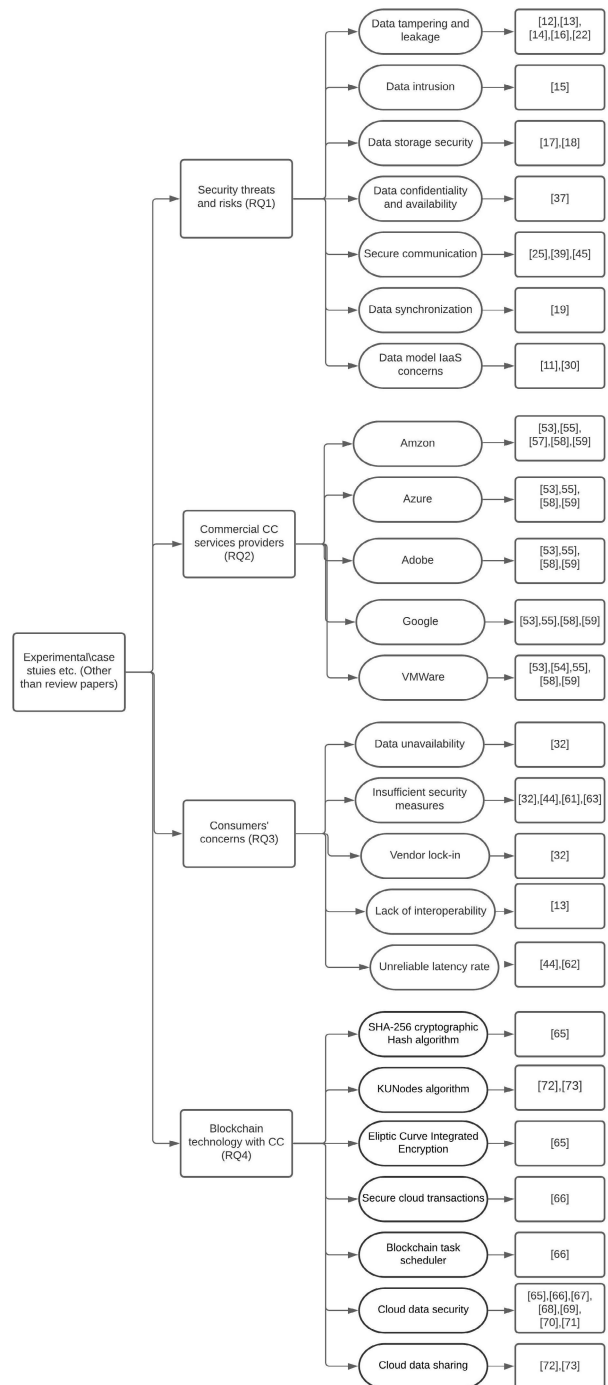 Data tampering and
leakage
[12],[13],
[14],[16],[22]
Data intrusion
[15]
Data storage security
[17],[18]
Security threats
and risks (RQ1)
Data confidentiality
and availability
[37]
Secure communication
[25],[39],[45]
Data synchronization
[19]
Data model IaaS
concerns
[11],[30]
Amzon
[53],[55],
[57],[58],[59]
Azure
[53],55],
[58],[59]
Commercial CC
services providers
(RQ2)
Adobe
[53],55],
[58],[59]
Google
[53],55],[58],[59]
Experimental\case
stuies etc. (Other
than review papers)
VMWare
[53],[54],55],
[58],[59]
Data unavailability
[32]
Insufficient security
measures
[32],[44],[61],[63]
Consumers'
concerns (RQ3)
Vendor lock-in
[32]
Lack of interoperability
[13]
Unreliable latency rate
[44],[62]
SHA-256 cryptographic
Hash algorithm
[65]
KUNodes algorithm
[72],[73]
Blockchain
technology with CC
(RQ4)
Eliptic Curve Integrated
Encryption
[65]
Secure cloud transactions
[66]
Blockchain task
scheduler
[66]
Cloud data security
[65],[66],[67],
[68],[69],
[70],[71]
Cloud data sharing
[72],[73]